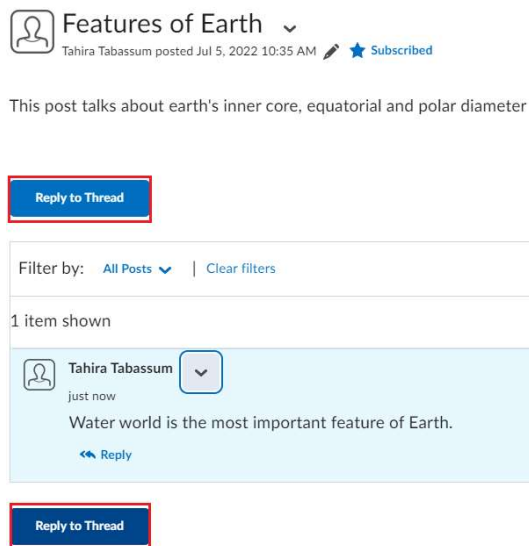 Features of Earth
Tahira Tabassum posted Jul 5, 2022 10:35 AM Subscribed
This post talks about earth's inner core, equatorial and polar diameter
Reply to Thread
Filter by: All Posts | Clear filters
1 item shown
Tahira Tabassum
just now
Water world is the most important feature of Earth.
Reply
Reply to Thread